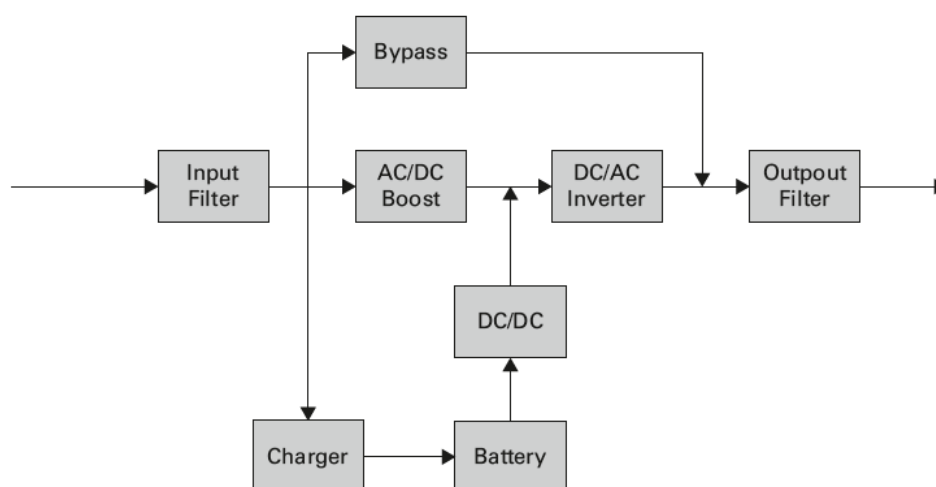 Bypass
Input
Filter
AC/DC
Boost
DC/AC
Inverter
Outpout
Filter
DC/DC
Charger
Battery